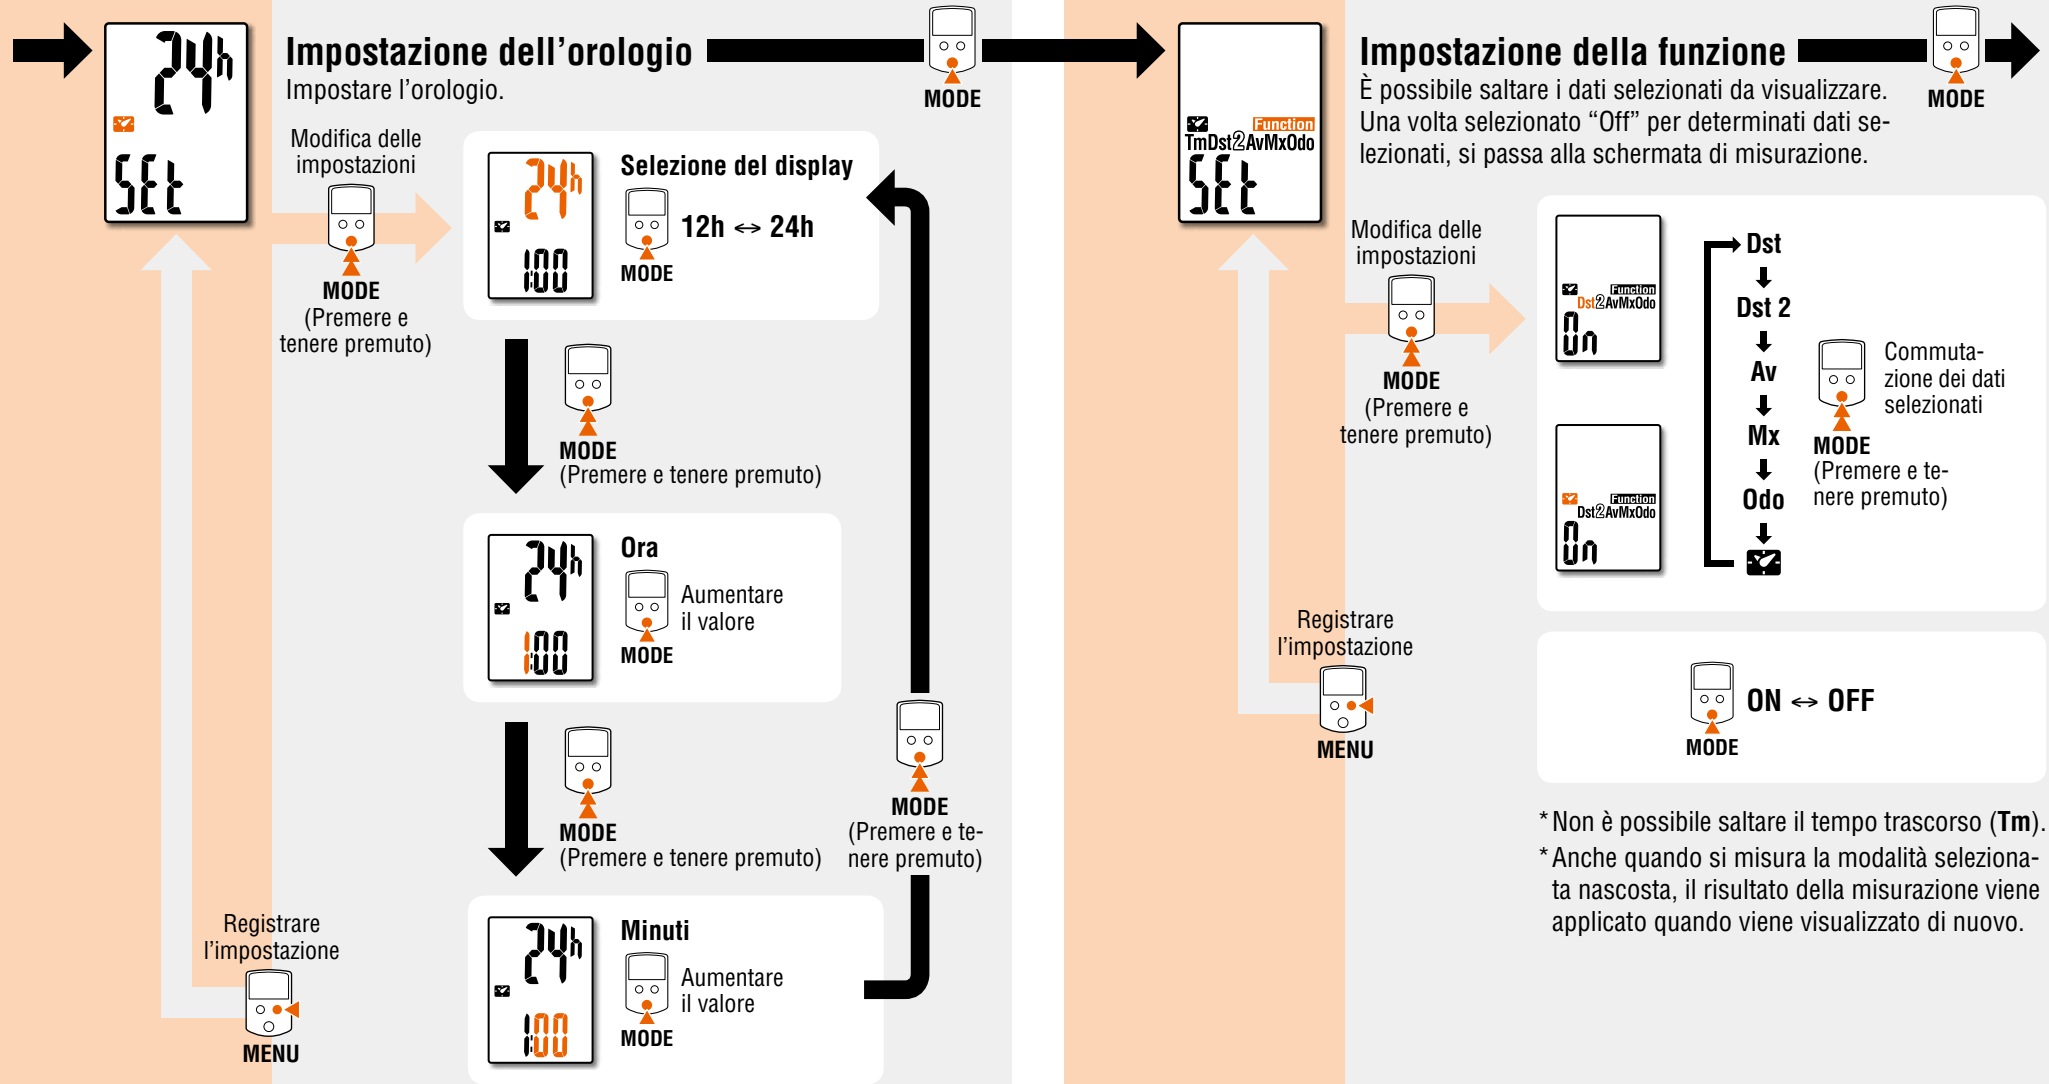 24h
SEt
Impostazione dell’orologio
Impostare l’orologio.
MODE
Modifica delle
impostazioni
MODE
(Premere e
tenere premuto)
24h
1:00
Selezione del display
12h ↔ 24h
MODE
MODE
(Premere e tenere premuto)
24h
1:00
Ora
Aumentare
il valore
MODE
MODE
(Premere e tenere premuto)
MODE
(Premere e te-
nere premuto)
24h
1:00
Minuti
Aumentare
il valore
MODE
Registrare
l’impostazione
MENU
Function
TmDst2AvMxOdo
SEt
Impostazione della funzione
È possibile saltare i dati selezionati da visualizzare.
Una volta selezionato “Off” per determinati dati se-
lezionati, si passa alla schermata di misurazione.
MODE
Modifica delle
impostazioni
MODE
(Premere e
tenere premuto)
Function
Dst2AvMxOdo
On
Function
Dst2AvMxOdo
On
Dst
Dst 2
Av
Mx
Odo
Commuta-
zione dei dati
selezionati
MODE
(Premere e te-
nere premuto)
Registrare
l’impostazione
MENU
ON ↔ OFF
MODE
* Non è possibile saltare il tempo trascorso (Tm).
* Anche quando si misura la modalità seleziona-
ta nascosta, il risultato della misurazione viene
applicato quando viene visualizzato di nuovo.